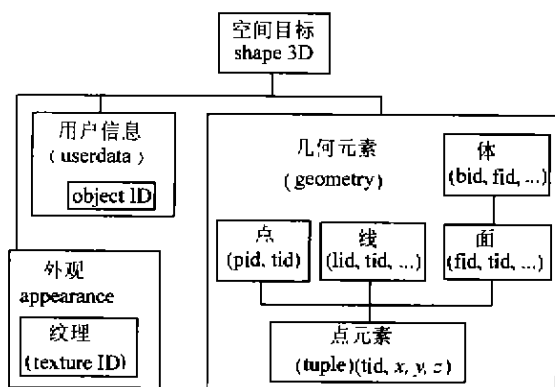 空间目标
shape 3D
用户信息
(userdata)
object ID
外观
appearance
纹理
(texture ID)
几何元素
(geometry)
体
(bid, fid, ...)
点
(pid, tid)
线
(lid, tid, ...)
面
(fid, tid, ...)
点元素
(tuple)(tid, x, y, z)